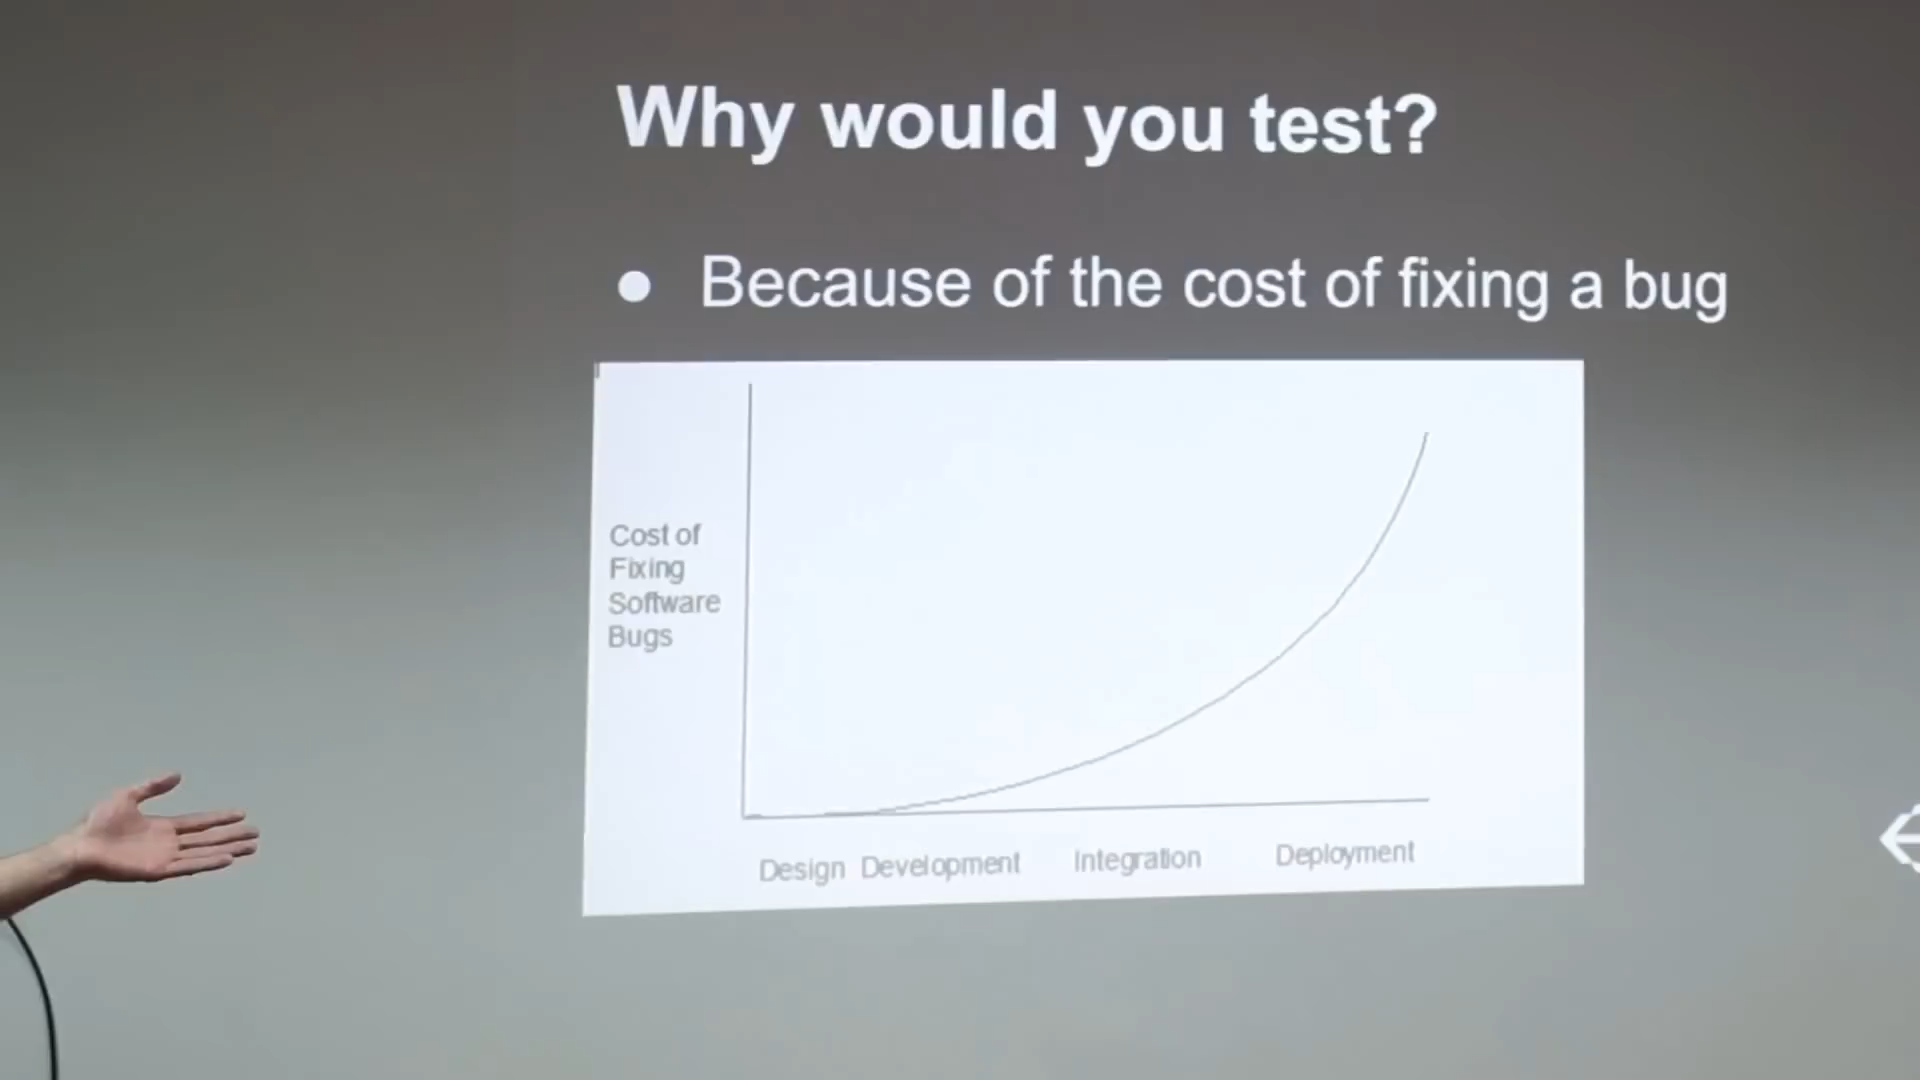 Why would you test?
● Because of the cost of fixing a bug
Cost of
Fixing
Software
Bugs
Design Development Integration Deployment